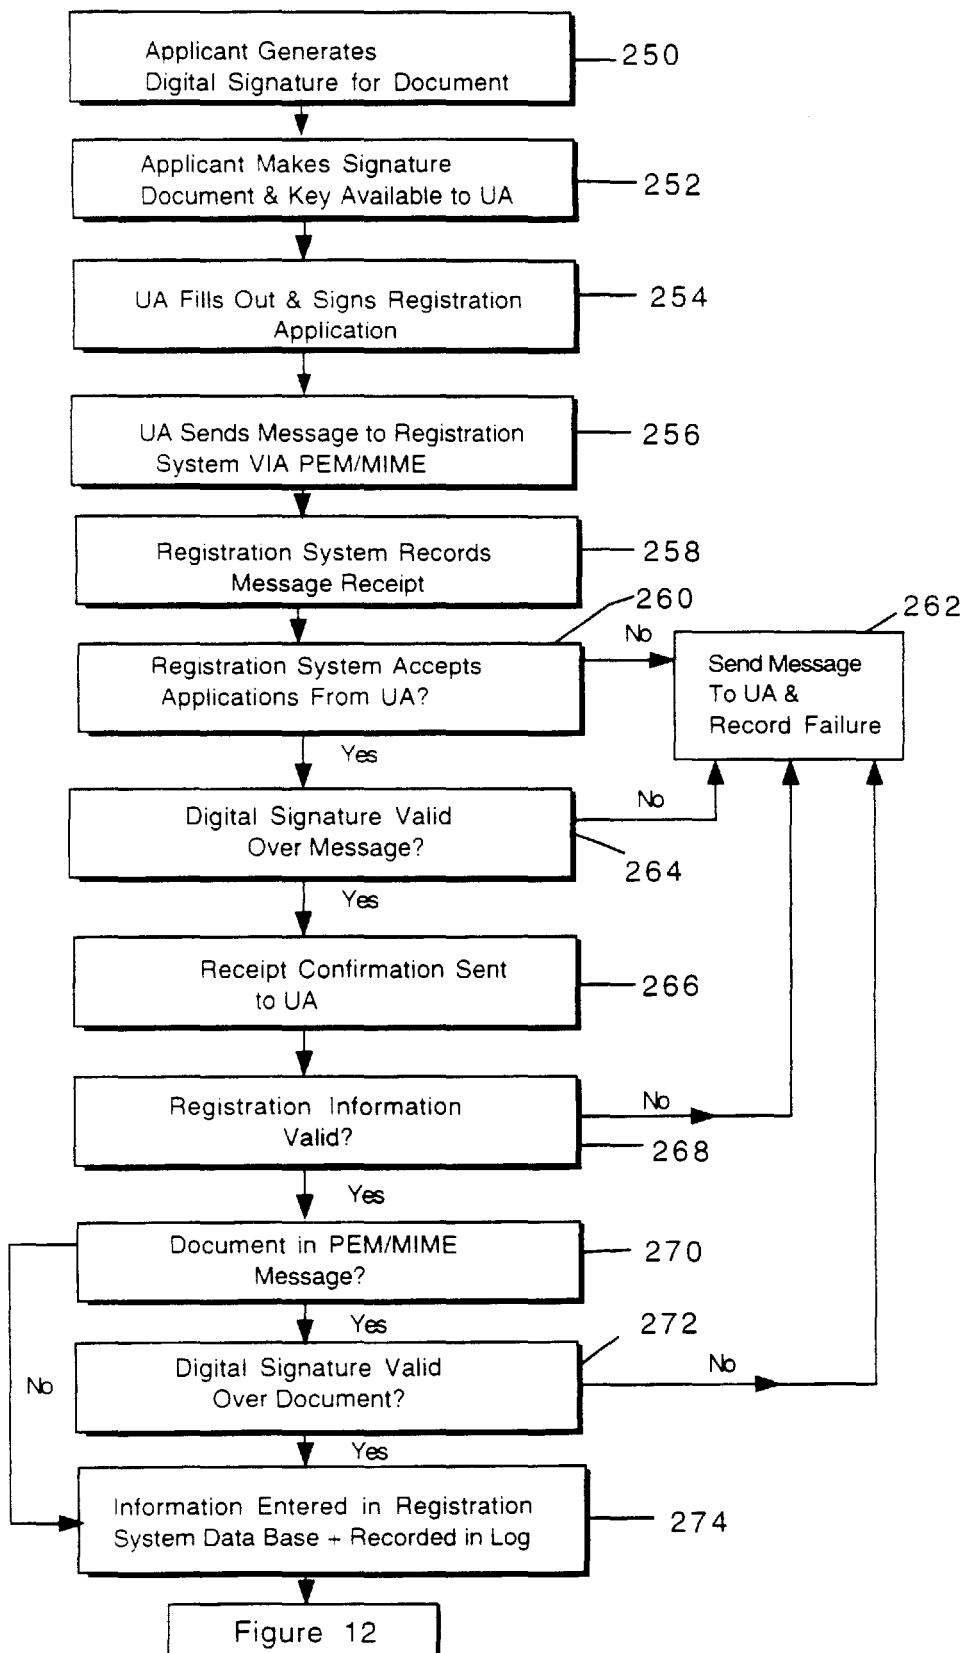 Applicant Generates
Digital Signature for Document
250
Applicant Makes Signature
Document & Key Available to UA
252
UA Fills Out & Signs Registration
Application
254
UA Sends Message to Registration
System VIA PEM/MIME
256
Registration System Records
Message Receipt
258
260
262
Registration System Accepts
Applications From UA?
No
Send Message
To UA &
Record Failure
Yes
Digital Signature Valid
Over Message?
No
264
Yes
Receipt Confirmation Sent
to UA
266
Registration Information
Valid?
No
268
Yes
Document in PEM/MIME
Message?
270
Yes
272
Digital Signature Valid
Over Document?
No
No
Yes
Information Entered in Registration
System Data Base + Recorded in Log
274
Figure 12